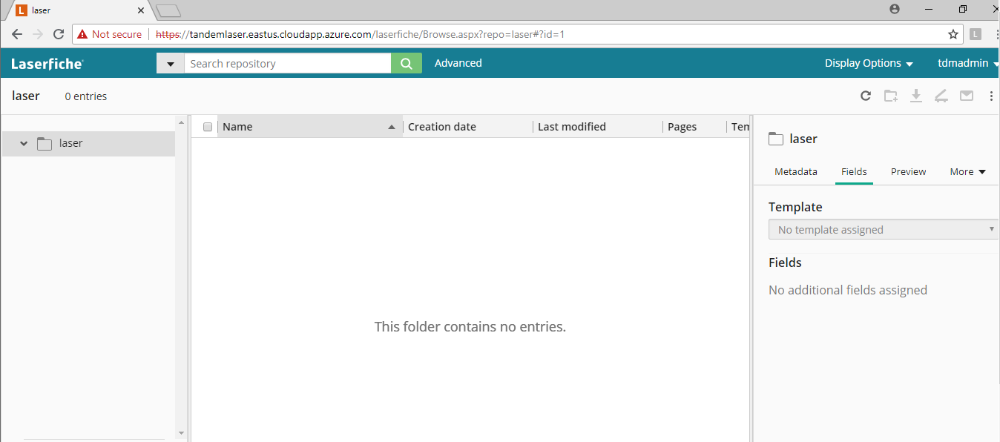 laser
Not secure https://tandemlaser.eastus.cloudapp.azure.com/laserfiche/Browse.aspx?repo=laser#?id=1
Laserfiche Search repository Advanced Display Options tdmadmin
laser 0 entries
laser
Name Creation date Last modified Pages Tem
This folder contains no entries.
laser
Metadata Fields Preview More
Template
No template assigned
Fields
No additional fields assigned